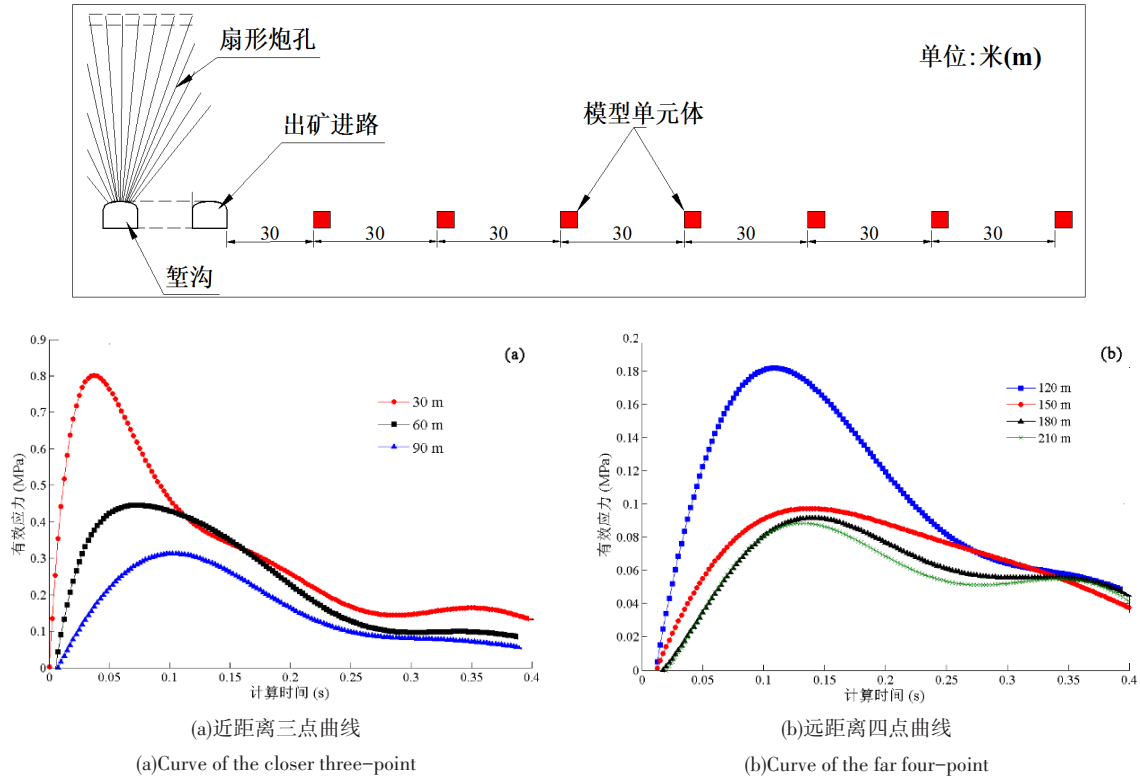 扇形炮孔
单位:米(m)
出矿进路
模型单元体
30 30 30 30 30 30 30
堑沟
(a)
0.9
0.8
0.7
0.6
0.5
0.4
0.3
0.2
0.1
0
有效应力 (MPa)
30 m
60 m
90 m
0.05 0.1 0.15 0.2 0.25 0.3 0.35 0.4
计算时间 (s)
(b)
0.2
0.18
0.16
0.14
0.12
0.1
0.08
0.06
0.04
0.02
0
有效应力 (MPa)
120 m
150 m
180 m
210 m
0 0.05 0.1 0.15 0.2 0.25 0.3 0.35 0.4
计算时间 (s)
(a)近距离三点曲线
(b)远距离四点曲线
(a)Curve of the closer three-point
(b)Curve of the far four-point